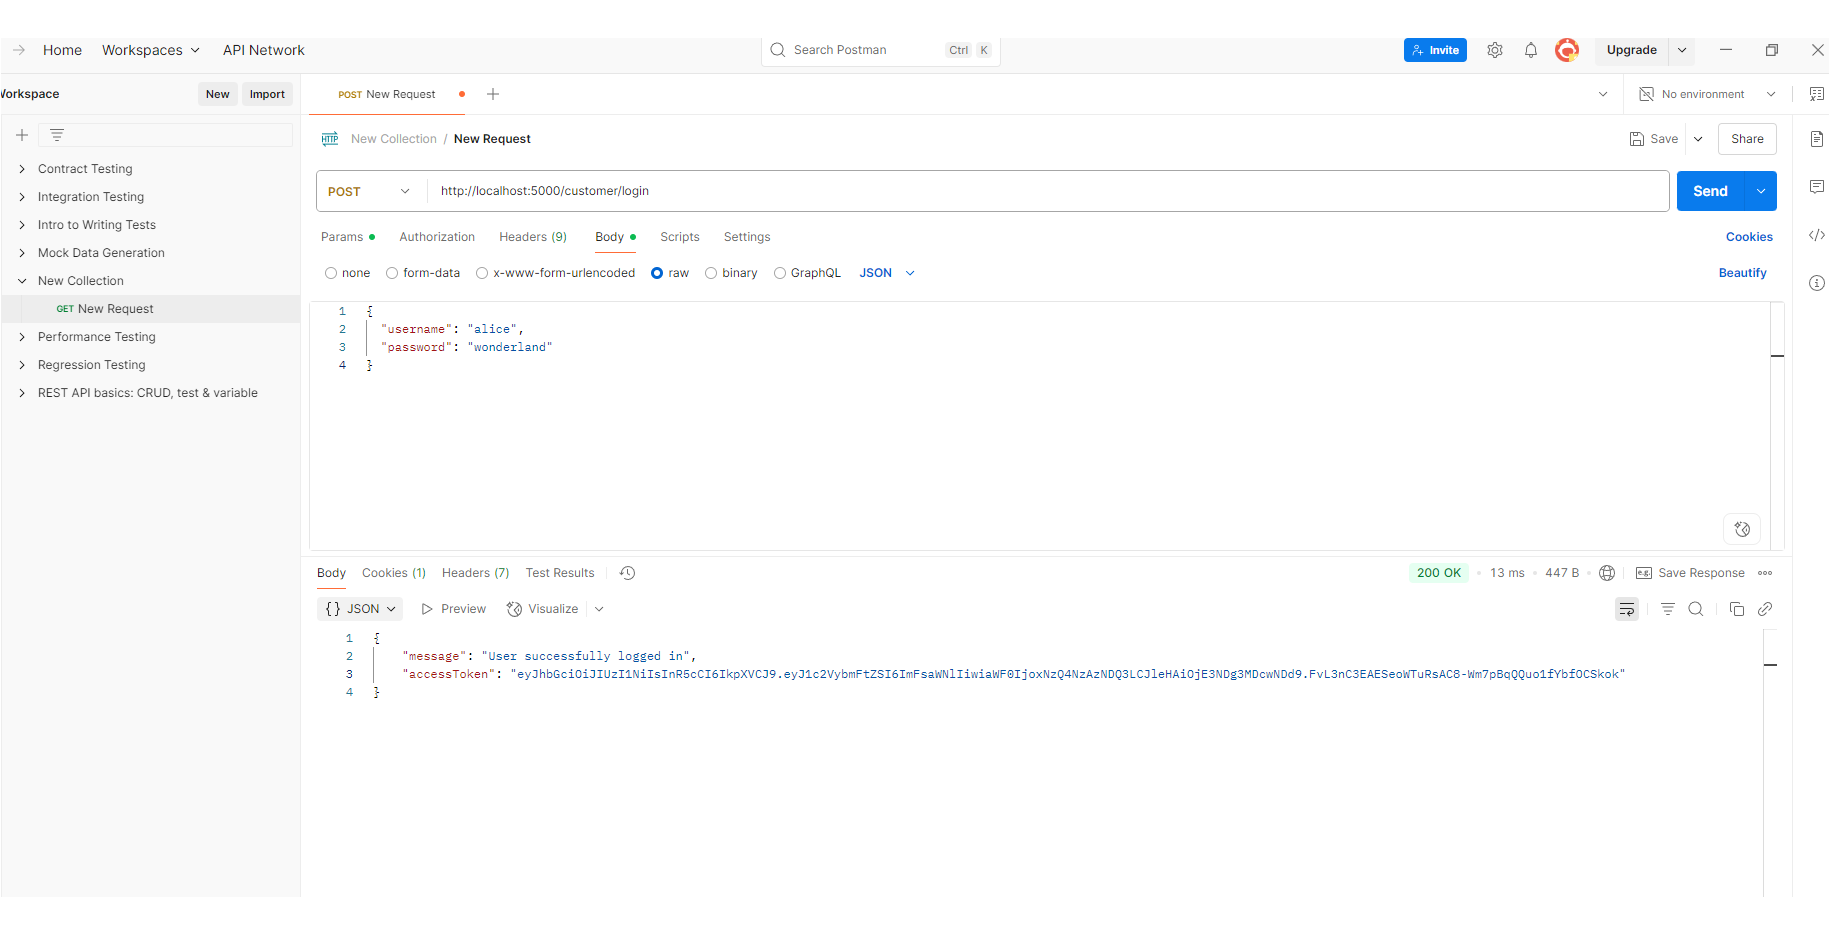 Home Workspaces API Network Search Postman Ctrl K Invite Upgrade
Workspace New Import POST New Request No environment
HTTP New Collection / New Request Save Share
Contract Testing
Integration Testing
Intro to Writing Tests
Mock Data Generation
New Collection
GET New Request
Performance Testing
Regression Testing
REST API basics: CRUD, test & variable
POST http://localhost:5000/customer/login Send
Params Authorization Headers (9) Body Scripts Settings Cookies
none form-data x-www-form-urlencoded raw binary GraphQL JSON Beautify
1 {
2 "username": "alice",
3 "password": "wonderland"
4 }
Body Cookies (1) Headers (7) Test Results 200 OK • 13 ms • 447 B • e.g. Save Response
{} JSON Preview Visualize
1 {
2 "message": "User successfully logged in",
3 "accessToken": "eyJhbGciOiJIUzI1NiIsInR5cCI6IkpXVCJ9.eyJ1c2VybmFtZSI6ImFsaWNlIiwiaWF0IjoxNzQ4NzAzNDQ3LCJleHAiOjE3NDg3MDcwNDd9.FvL3nC3EAESeoWTuRsAC8-Wm7pBqQQuo1fYbfOCSkok"
4 }